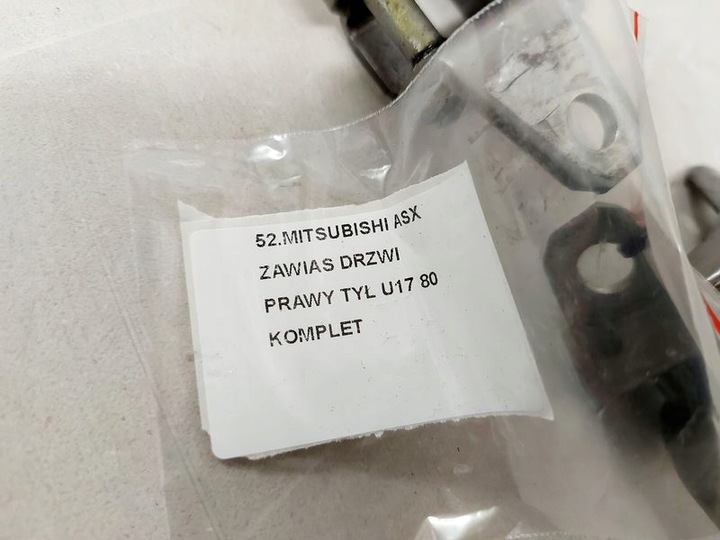 52.MITSUBISHI ASX
ZAWIAS DRZWI
PRAWY TYŁ U17 80
KOMPLET